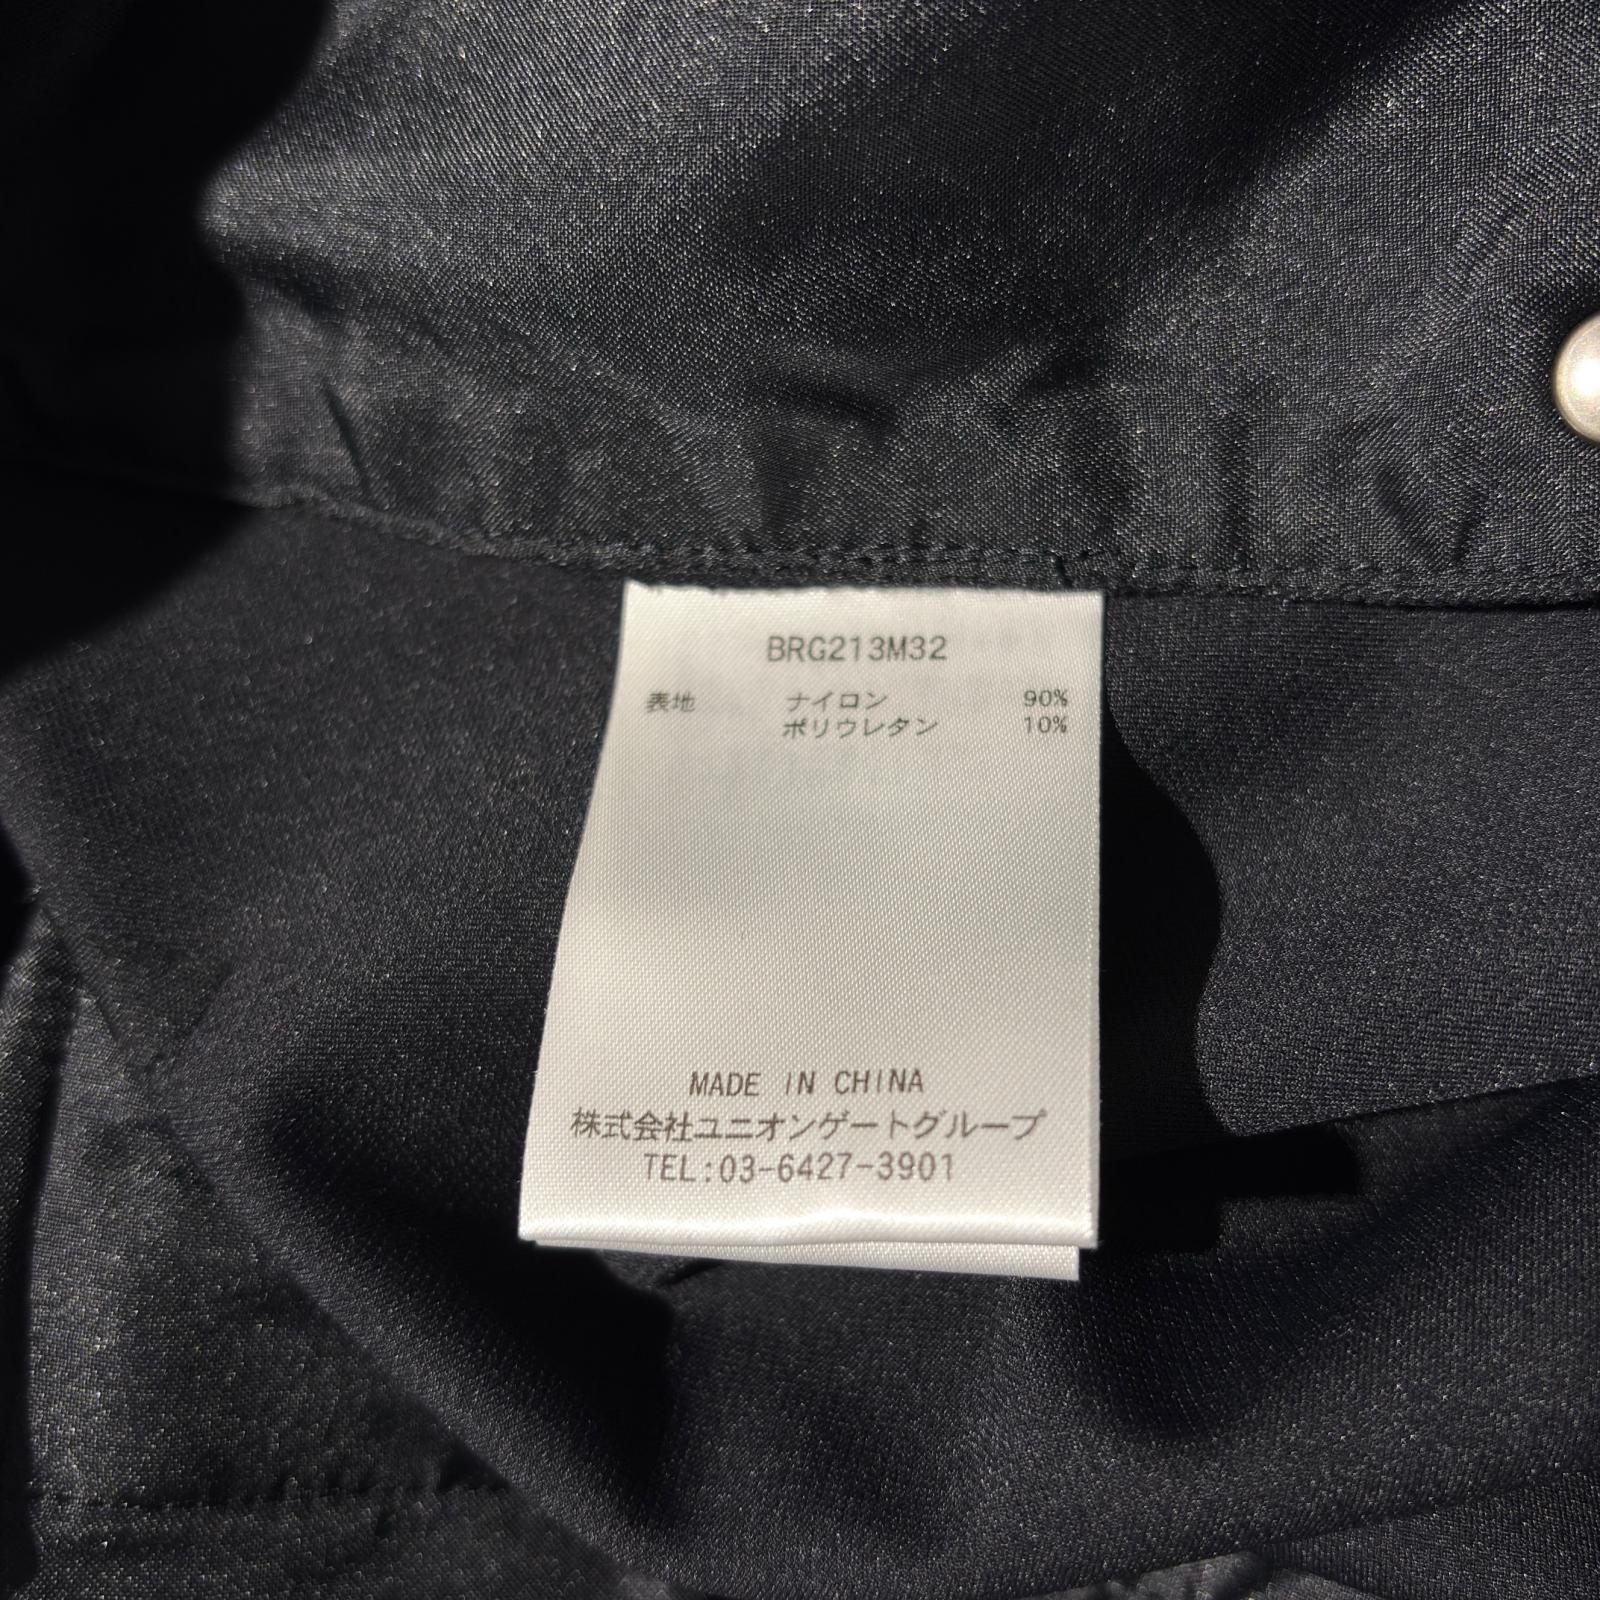 BRG213M32
表地 ナイロン 90%
ポリウレタン 10%
MADE IN CHINA
株式会社ユニオンゲートグループ
TEL:03-6427-3901